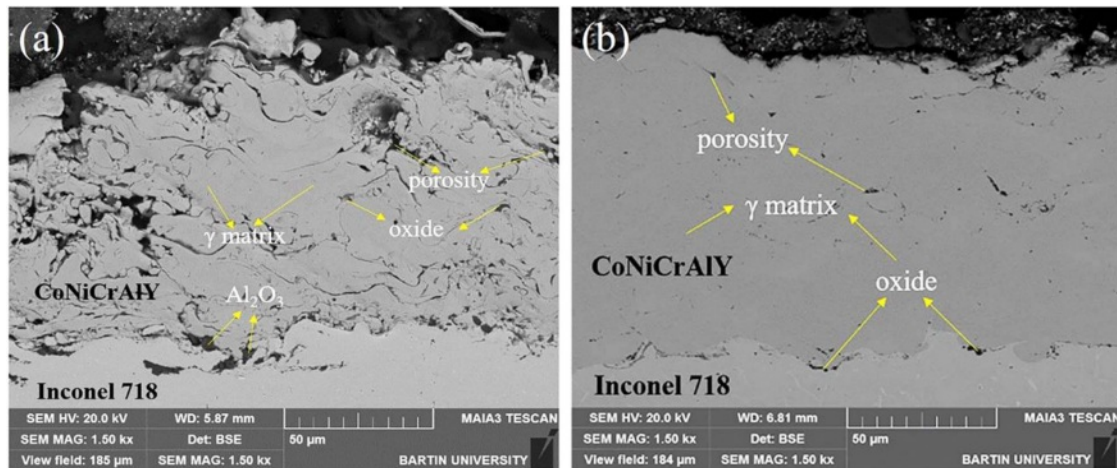 (a)
porosity
γ matrix
oxide
CoNiCrAlY
Al₂O₃
Inconel 718
SEM HV: 20.0 kV WD: 5.87 mm MAIA3 TESCAN
SEM MAG: 1.50 kx Det: BSE 50 μm
View field: 185 μm SEM MAG: 1.50 kx BARTIN UNIVERSITY
(b)
porosity
γ matrix
CoNiCrAlY
oxide
Inconel 718
SEM HV: 20.0 kV WD: 6.81 mm MAIA3 TESCAN
SEM MAG: 1.50 kx Det: BSE 50 μm
View field: 184 μm SEM MAG: 1.50 kx BARTIN UNIVERSITY